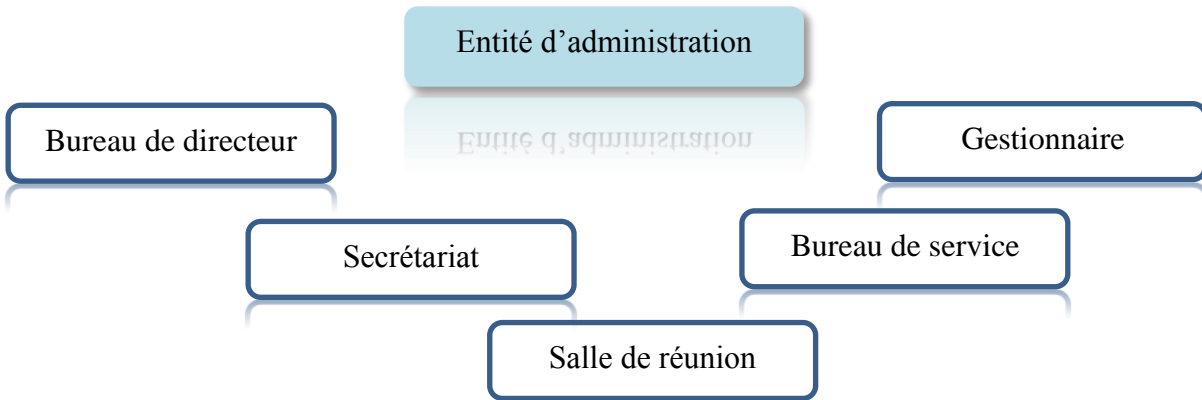 Entité d’administration
Bureau de directeur
Gestionnaire
Secrétariat
Bureau de service
Salle de réunion